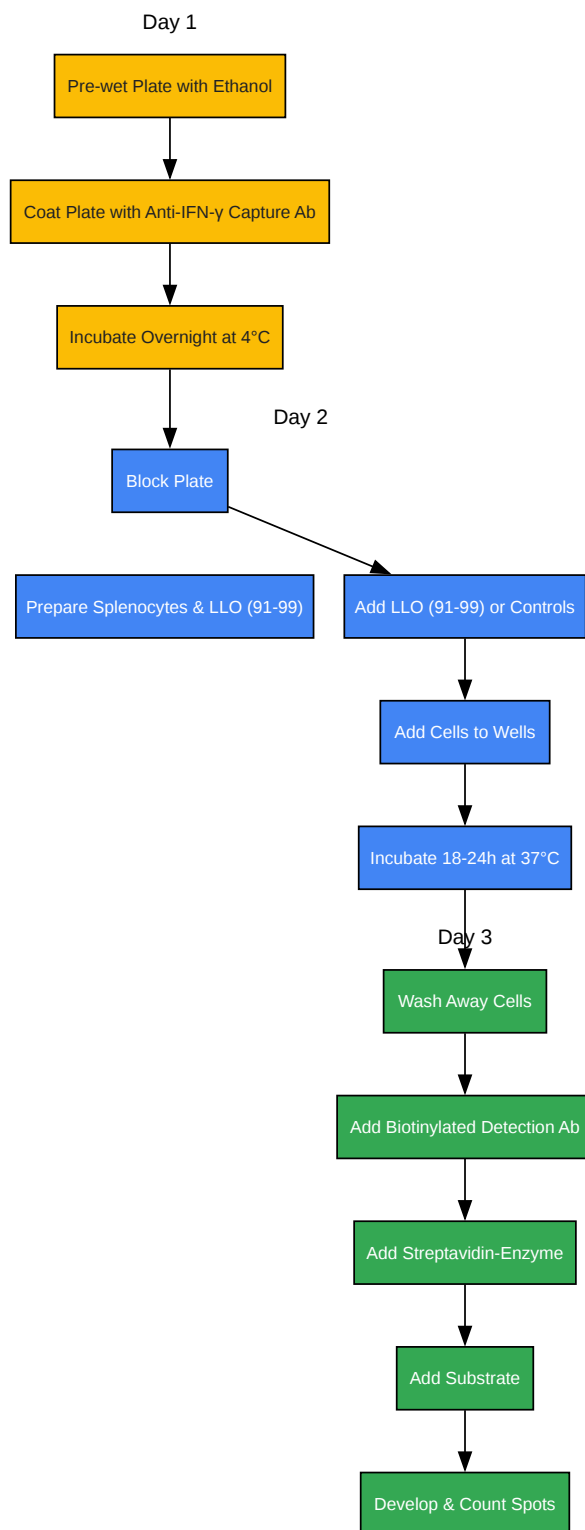 Day 1
Pre-wet Plate with Ethanol
Coat Plate with Anti-IFN-γ Capture Ab
Incubate Overnight at 4°C
Day 2
Block Plate
Prepare Splenocytes & LLO (91-99)
Add LLO (91-99) or Controls
Add Cells to Wells
Incubate 18-24h at 37°C
Day 3
Wash Away Cells
Add Biotinylated Detection Ab
Add Streptavidin-Enzyme
Add Substrate
Develop & Count Spots